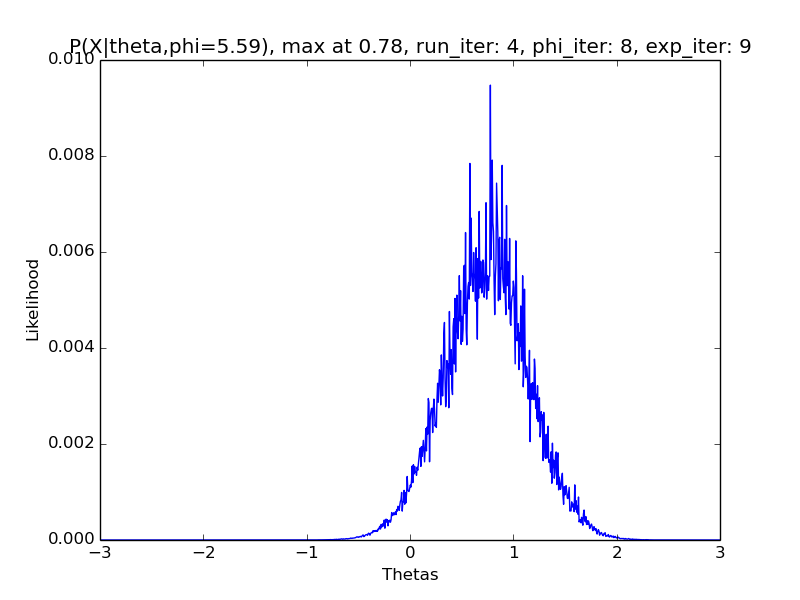 P(X|theta,phi=5.59), max at 0.78, run_iter: 4, phi_iter: 8, exp_iter: 9
0.010
0.008
0.006
0.004
0.002
0.000
Likelihood
−3 −2 −1 0 1 2 3
Thetas